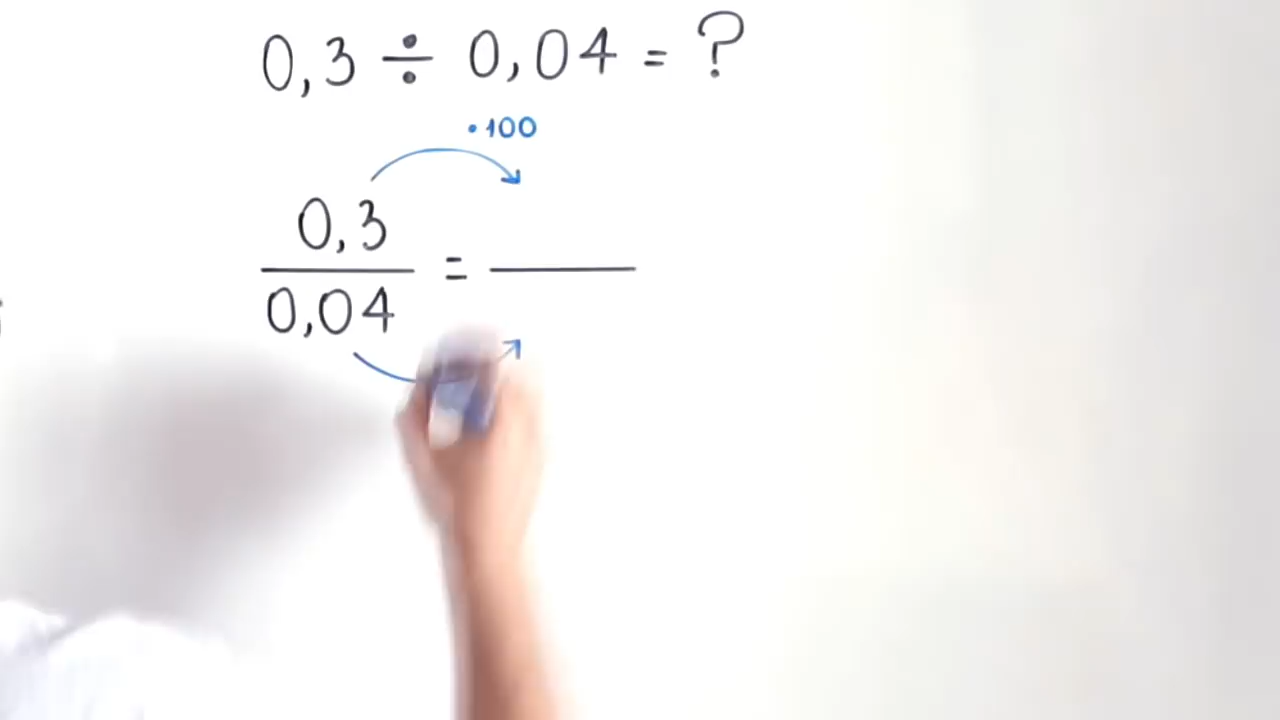 0,3 ÷ 0,04 = ?
• 100
0,3
=
0,04